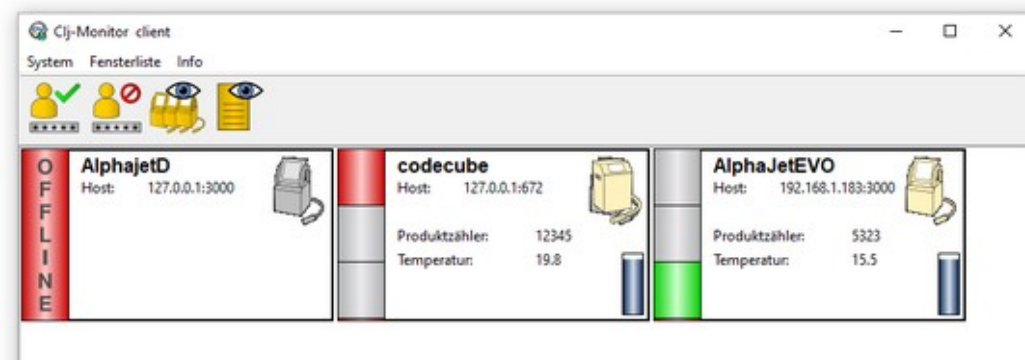 Clj-Monitor client
System Fensterliste Info
OFFLINE
AlphajetD
Host: 127.0.0.1:3000
codecube
Host: 127.0.0.1:672
Produktzähler: 12345
Temperatur: 19.8
AlphaJetEVO
Host: 192.168.1.183:3000
Produktzähler: 5323
Temperatur: 15.5